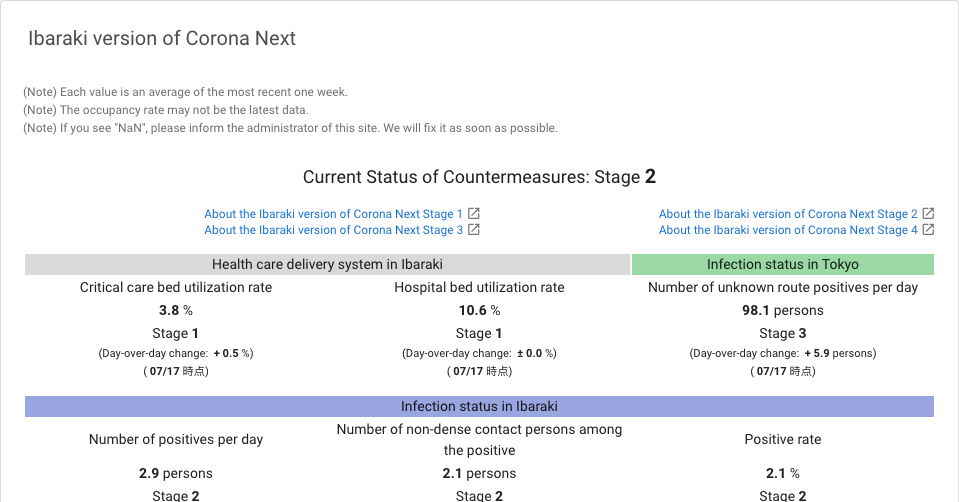 Ibaraki version of Corona Next
(Note) Each value is an average of the most recent one week.
(Note) The occupancy rate may not be the latest data.
(Note) If you see "NaN", please inform the administrator of this site. We will fix it as soon as possible.
Current Status of Countermeasures: Stage 2
About the Ibaraki version of Corona Next Stage 1
About the Ibaraki version of Corona Next Stage 2
About the Ibaraki version of Corona Next Stage 3
About the Ibaraki version of Corona Next Stage 4
Health care delivery system in Ibaraki
Critical care bed utilization rate
3.8 %
Stage 1
(Day-over-day change: + 0.5 %)
( 07/17 時点)
Hospital bed utilization rate
10.6 %
Stage 1
(Day-over-day change: ± 0.0 %)
( 07/17 時点)
Infection status in Tokyo
Number of unknown route positives per day
98.1 persons
Stage 3
(Day-over-day change: + 5.9 persons)
( 07/17 時点)
Infection status in Ibaraki
Number of positives per day
2.9 persons
Stage 2
Number of non-dense contact persons among
the positive
2.1 persons
Stage 2
Positive rate
2.1 %
Stage 2